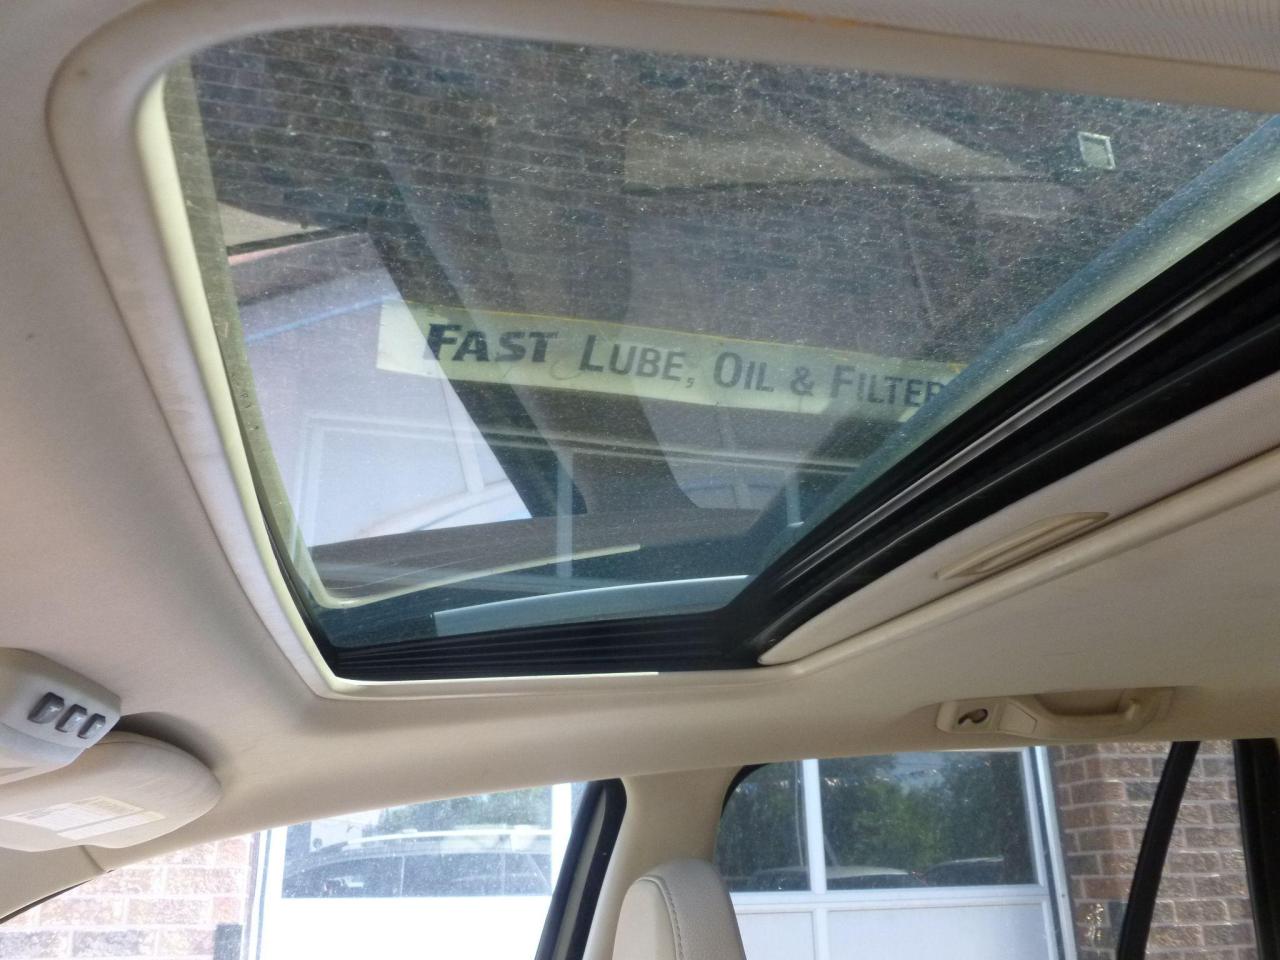 FAST LUBE, OIL & FILTER